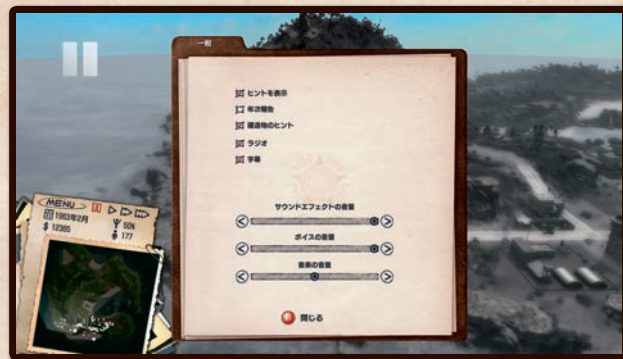 一般
ヒントを表示
年次報告
建造物のヒント
ラジオ
字幕
サウンドエフェクトの音量
ボイスの音量
音楽の音量
閉じる
MENU
1963年2月
$ 12365
50%
177